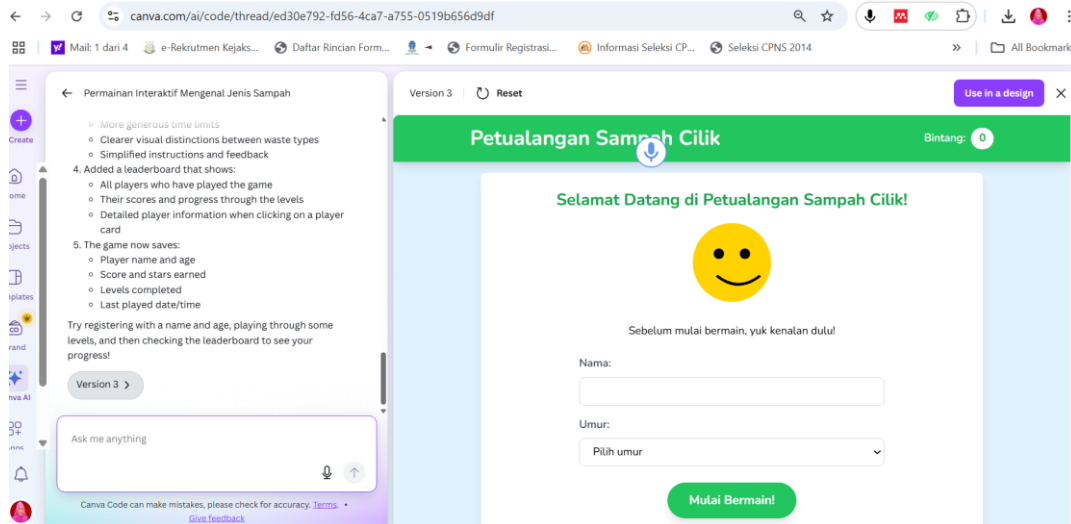 canva.com/ai/code/thread/ed30e792-fd56-4ca7-a755-0519b656d9df
Mail: 1 dari 4 e-Rekrutmen Kejaks... Daftar Rincian Form... Formulir Registrasi... Informasi Seleksi CP... Seleksi CPNS 2014 » All Bookmark
Permainan Interaktif Mengenal Jenis Sampah
More generous time limits
Clearer visual distinctions between waste types
Simplified instructions and feedback
4. Added a leaderboard that shows:
All players who have played the game
Their scores and progress through the levels
Detailed player information when clicking on a player
card
5. The game now saves:
Player name and age
Score and stars earned
Levels completed
Last played date/time
Try registering with a name and age, playing through some
levels, and then checking the leaderboard to see your
progress!
Version 3
Ask me anything
Canva Code can make mistakes, please check for accuracy. Terms. •
Give feedback
Create
ome
ojects
nplates
rand
nva AI
Version 3 Reset
Use in a design
Petualangan Sampah Cilik
Bintang: 0
Selamat Datang di Petualangan Sampah Cilik!
Sebelum mulai bermain, yuk kenalan dulu!
Nama:
Umur:
Pilih umur
Mulai Bermain!